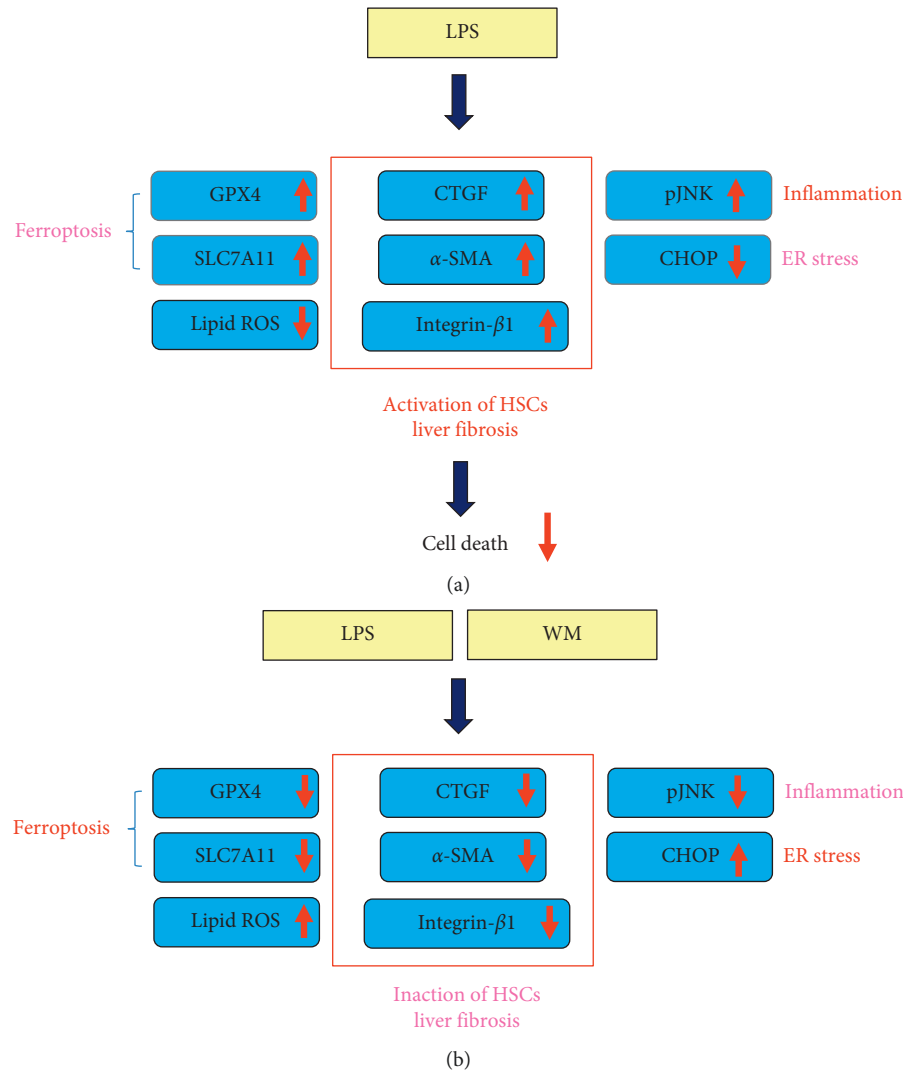 LPS
GPX4
CTGF
pJNK
Inflammation
Ferroptosis
SLC7A11
α-SMA
CHOP
ER stress
Lipid ROS
Integrin-β1
Activation of HSCs
liver fibrosis
Cell death
(a)
LPS
WM
GPX4
CTGF
pJNK
Inflammation
Ferroptosis
SLC7A11
α-SMA
CHOP
ER stress
Lipid ROS
Integrin-β1
Inaction of HSCs
liver fibrosis
(b)